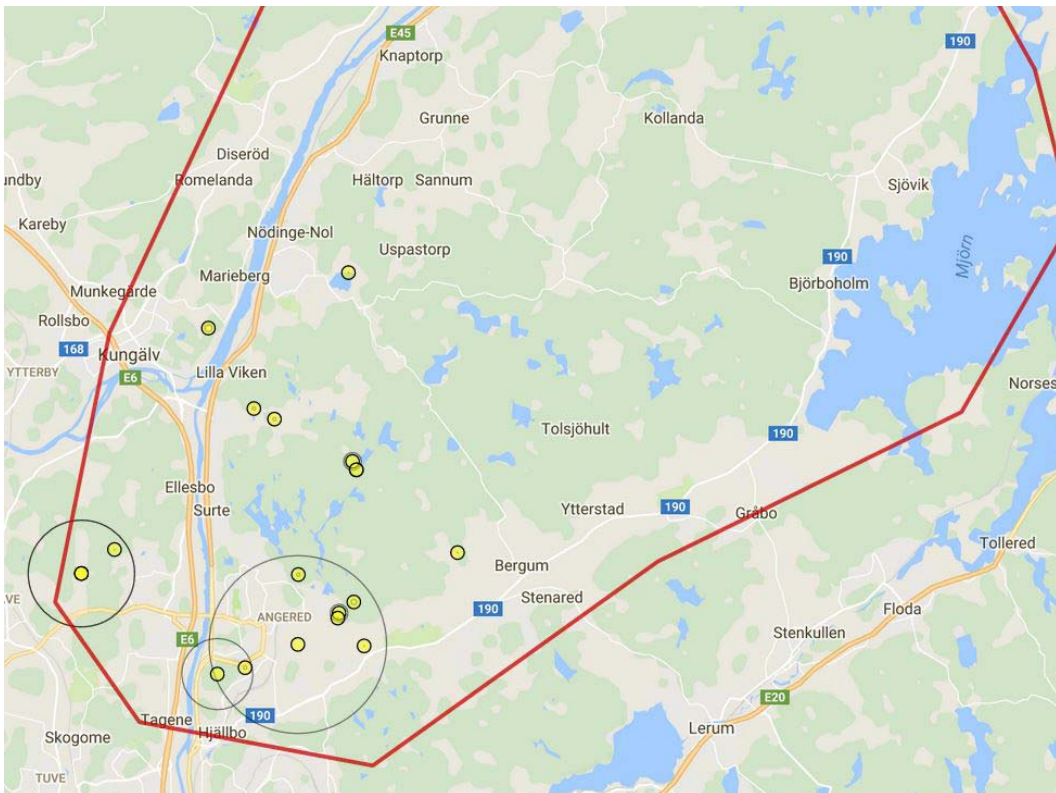 E45
190
Knaptorp
Grunne
Kollanda
Diseröd
undby
Romelanda
Hältorp
Sannum
Sjövik
Kareby
Nödinge-Nol
Uspastorp
Mjörn
190
Marieberg
Björboholm
Munkegärde
Rollsbo
168
Kungälv
YTTERBY
E6
Lilla Viken
Norses
Tolsjöhult
190
Ellesbo
Surte
Ytterstad
190
Gråbo
Tollered
Bergum
AVE
Stenared
190
ANGERED
Floda
E6
Stenkullen
E20
Tagene
190
Hjällbo
Lerum
Skogome
TUVE